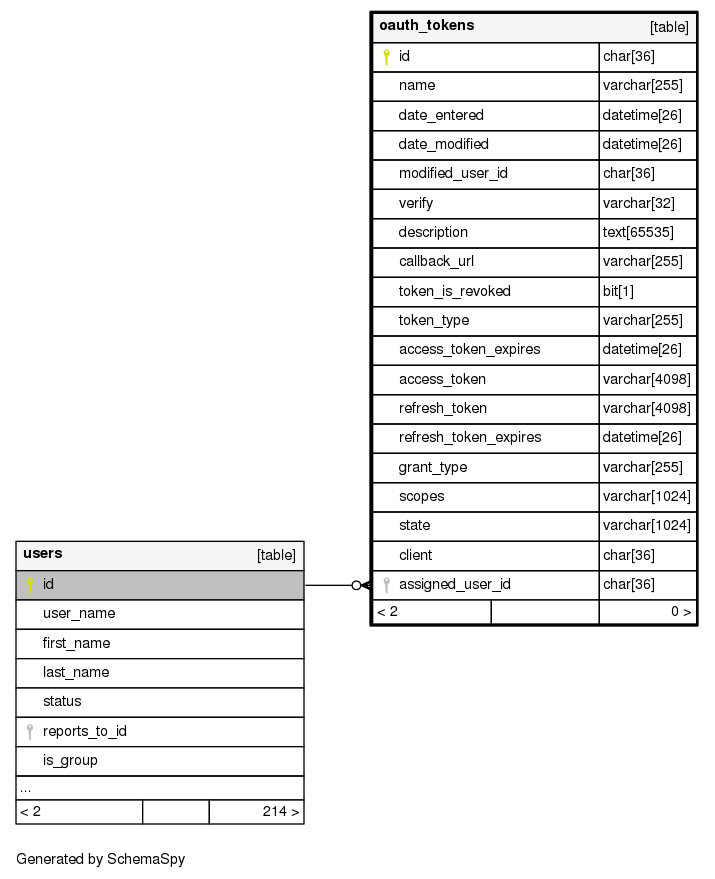 oauth_tokens [table]
id char[36]
name varchar[255]
date_entered datetime[26]
date_modified datetime[26]
modified_user_id char[36]
verify varchar[32]
description text[65535]
callback_url varchar[255]
token_is_revoked bit[1]
token_type varchar[255]
access_token_expires datetime[26]
access_token varchar[4098]
refresh_token varchar[4098]
refresh_token_expires datetime[26]
grant_type varchar[255]
scopes varchar[1024]
state varchar[1024]
client char[36]
assigned_user_id char[36]
< 2 0 >
users [table]
id
user_name
first_name
last_name
status
reports_to_id
is_group
...
< 2 214 >
Generated by SchemaSpy